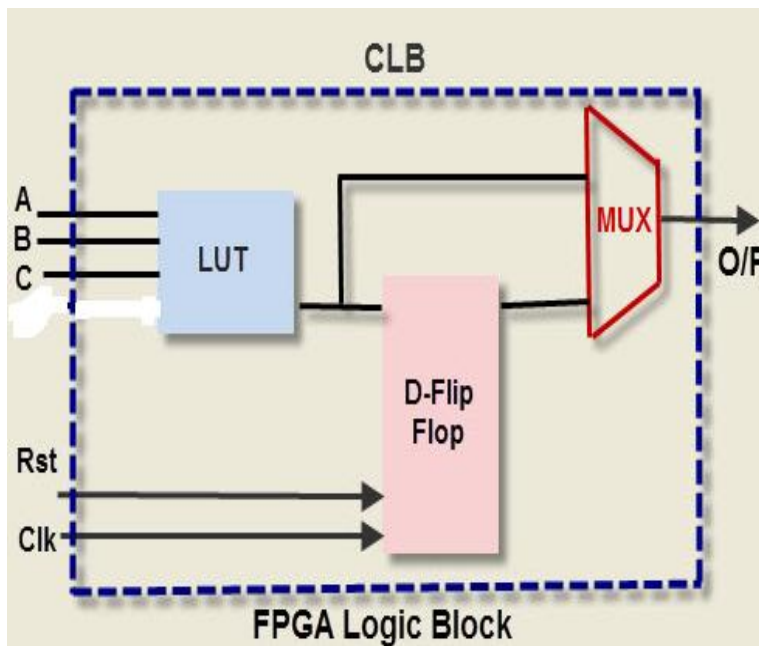 CLB
A
B
C
LUT
MUX
O/P
D-Flip
Flop
Rst
Clk
FPGA Logic Block